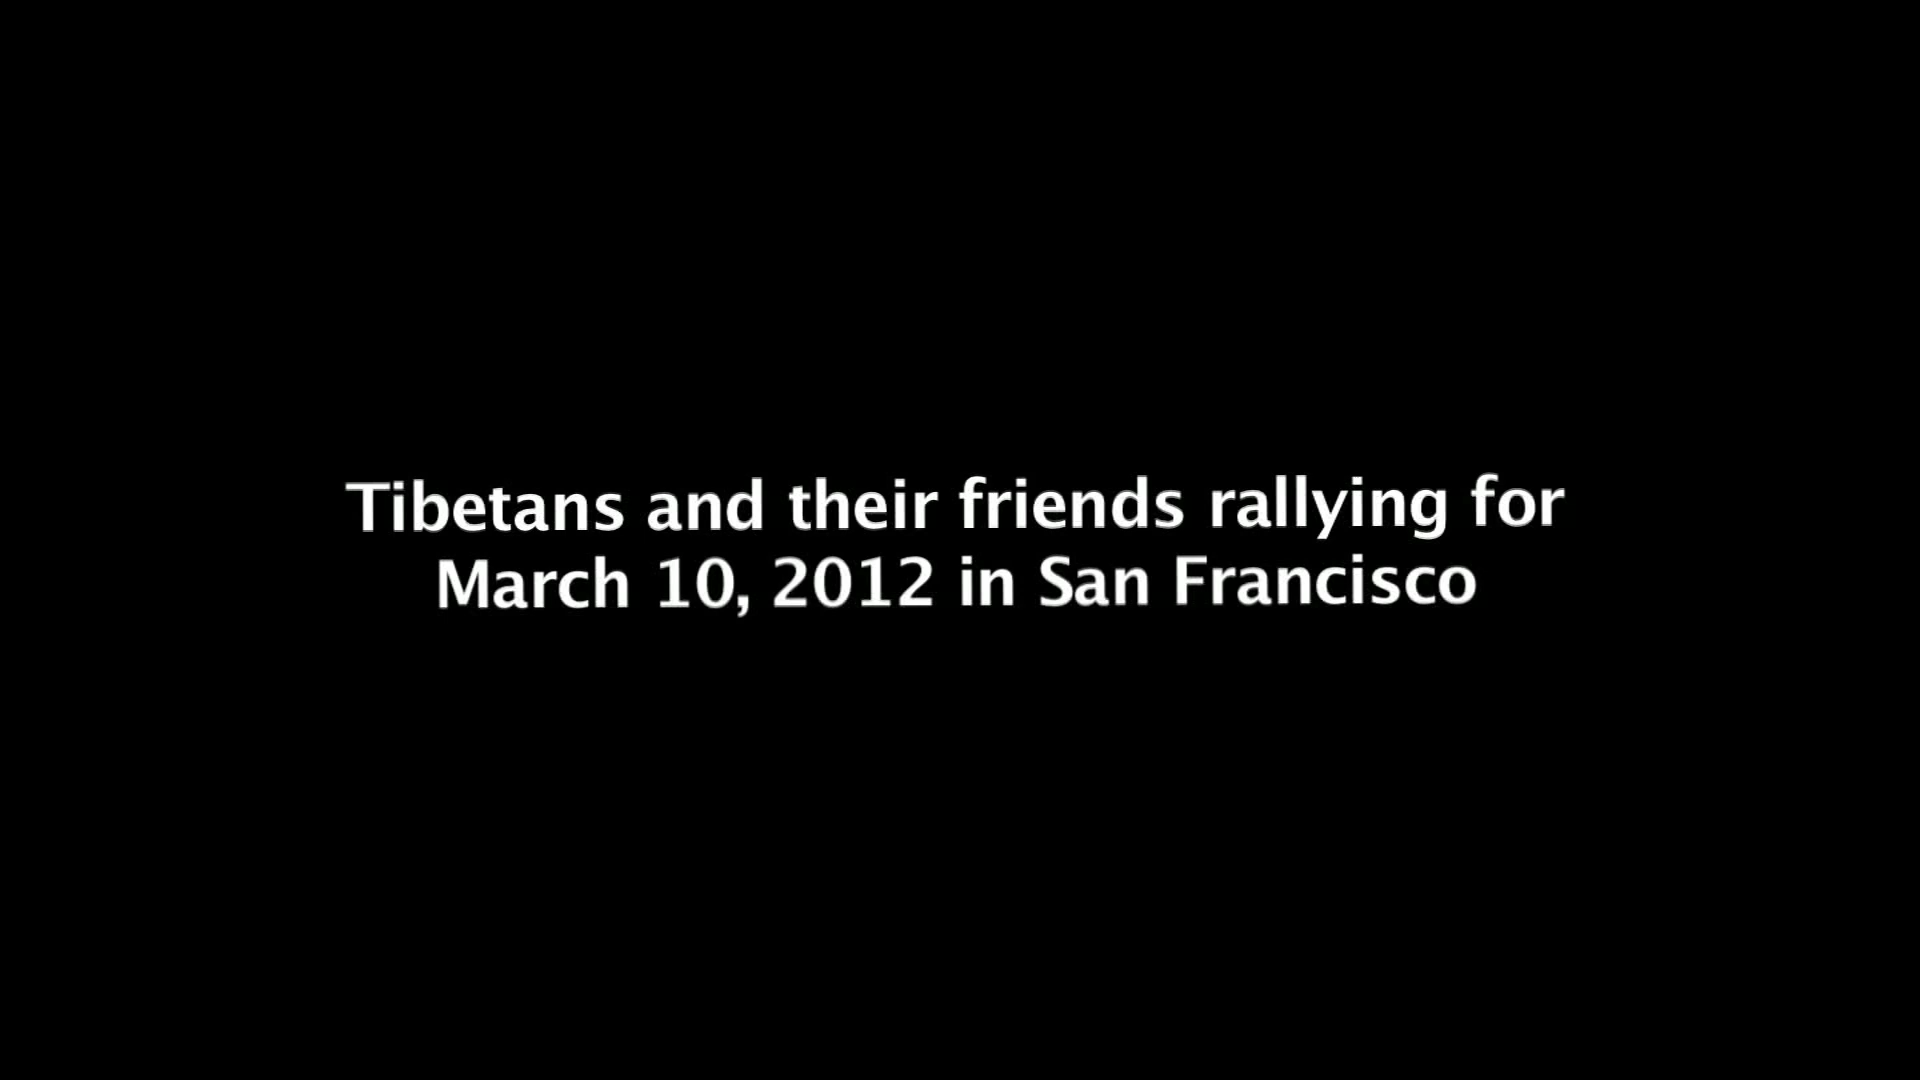 Tibetans and their friends rallying for
March 10, 2012 in San Francisco